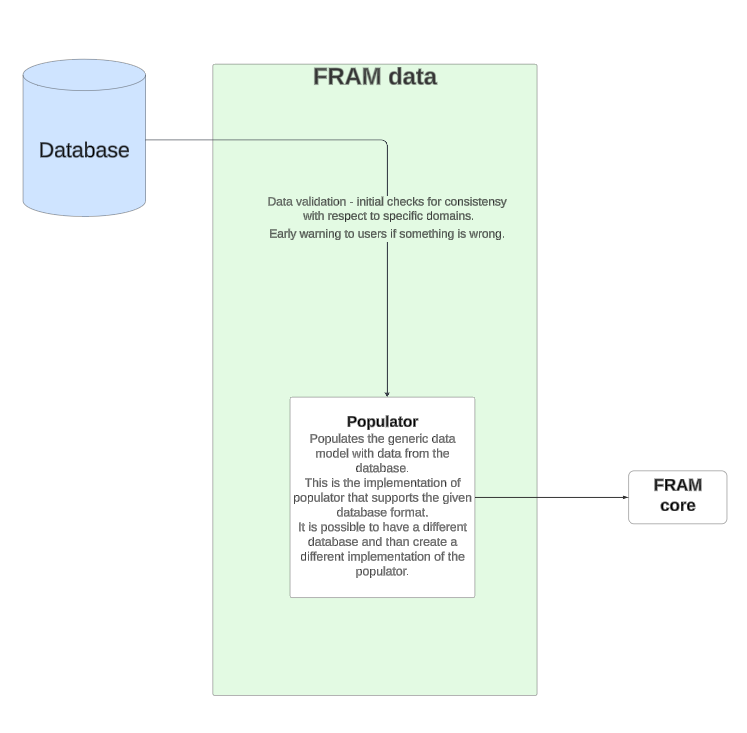 FRAM data
Database
Data validation - initial checks for consistensy
with respect to specific domains.
Early warning to users if something is wrong.
Populator
Populates the generic data
model with data from the
database.
This is the implementation of
populator that supports the given
database format.
It is possible to have a different
database and than create a
different implementation of the
populator.
FRAM
core